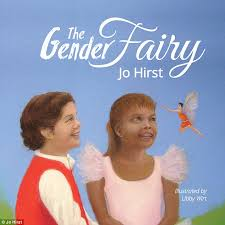 The
Gender Fairy
Jo Hirst
Illustrated by
Libby Wirt
© Jo Hirst